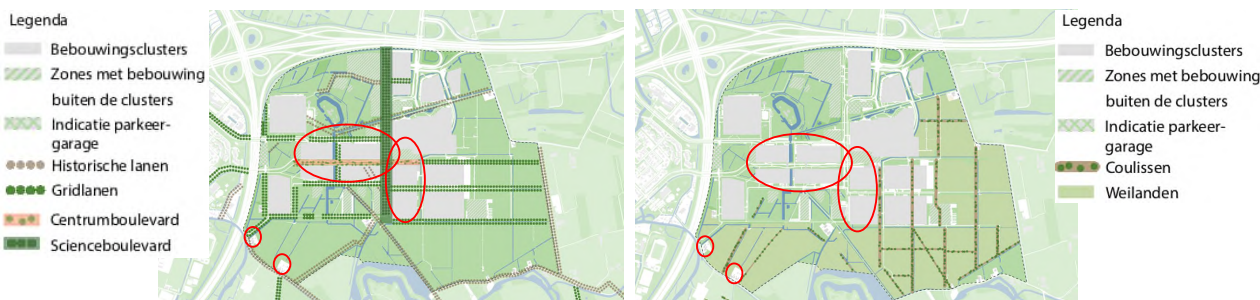 Legenda
Bebouwingsclusters
Zones met bebouwing
buiten de clusters
Indicatie parkeer-
garage
Historische lanen
Gridlanen
Centrumboulevard
Scienceboulevard
Legenda
Bebouwingsclusters
Zones met bebouwing
buiten de clusters
Indicatie parkeer-
garage
Coulissen
Weilanden